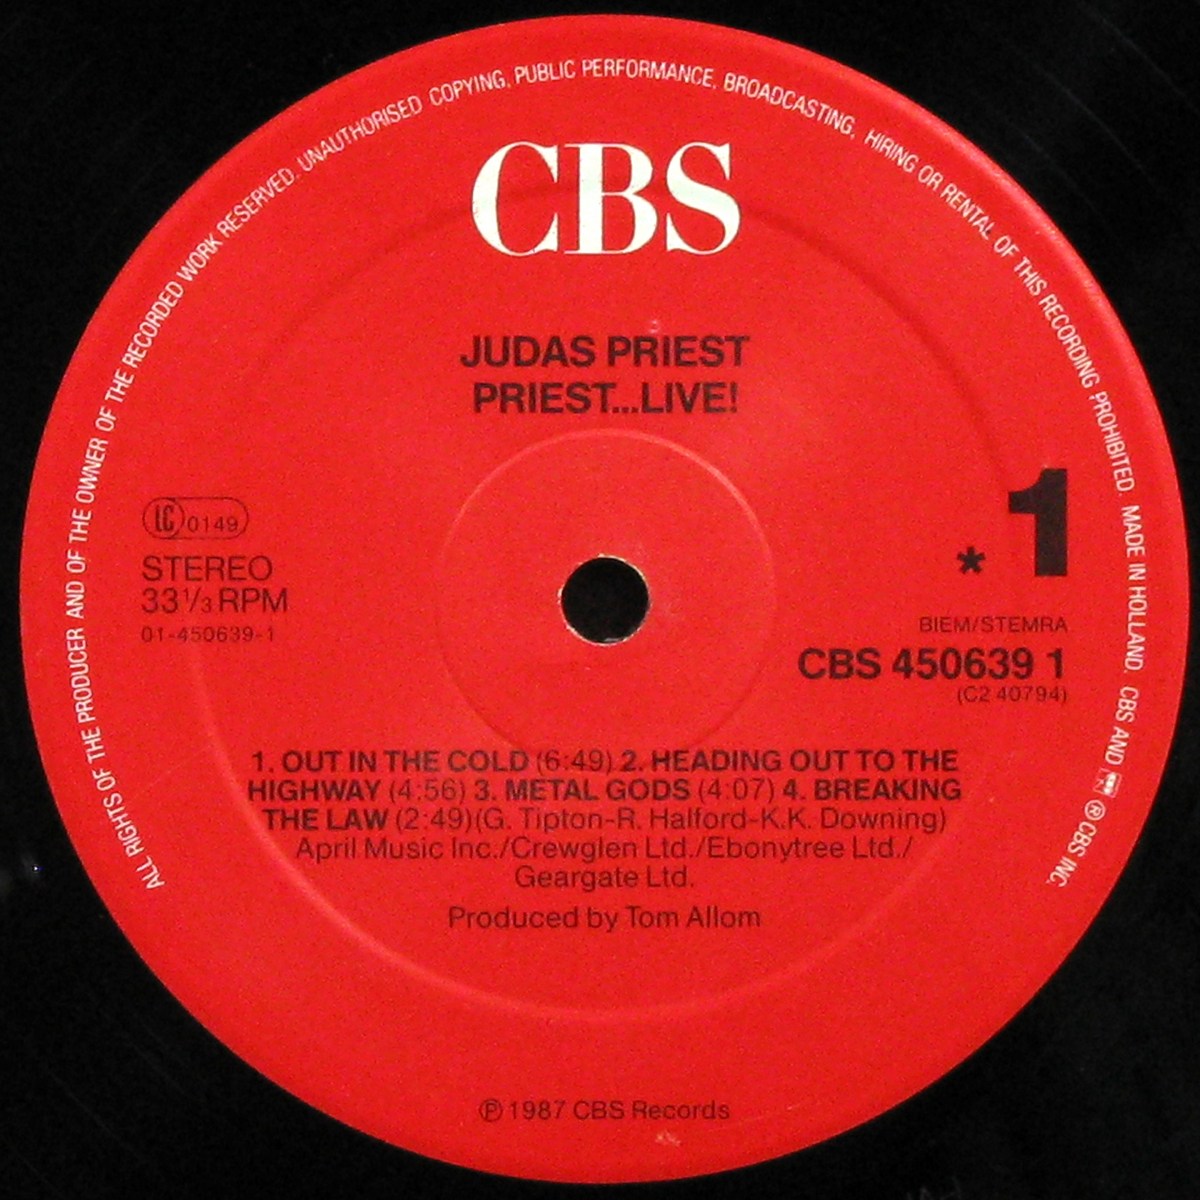 ALL RIGHTS OF THE PRODUCER AND OF THE OWNER OF THE RECORDED WORK RESERVED. UNAUTHORISED COPYING, PUBLIC PERFORMANCE, BROADCASTING, HIRING OR RENTAL OF THIS RECORDING PROHIBITED. MADE IN HOLLAND. CBS AND ® CBS INC.
CBS
JUDAS PRIEST
PRIEST...LIVE!
LC 0149
STEREO
33 1/3 RPM
01-450639-1
* 1
BIEM/STEMRA
CBS 450639 1
(C2 40794)
1. OUT IN THE COLD (6:49) 2. HEADING OUT TO THE
HIGHWAY (4:56) 3. METAL GODS (4:07) 4. BREAKING
THE LAW (2:49)(G. Tipton-R. Halford-K.K. Downing)
April Music Inc./Crewglen Ltd./Ebonytree Ltd./
Geargate Ltd.
Produced by Tom Allom
℗ 1987 CBS Records